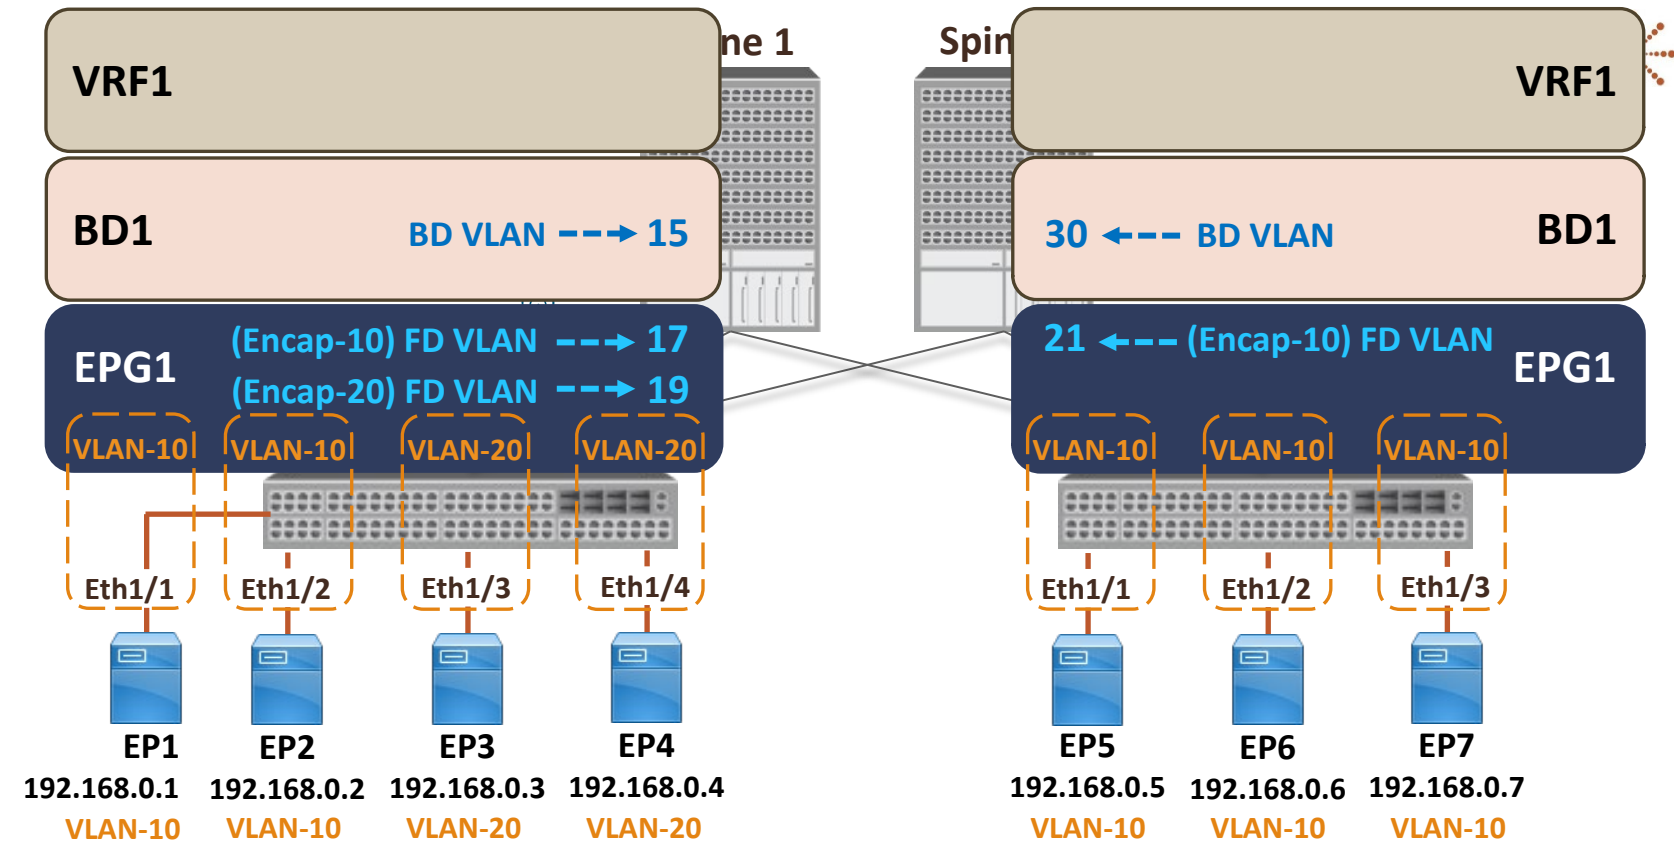 ne 1
Spin
VRF1
VRF1
BD1
BD VLAN 15
30 BD VLAN
BD1
EPG1
(Encap-10) FD VLAN 17
(Encap-20) FD VLAN 19
21 (Encap-10) FD VLAN
EPG1
VLAN-10 VLAN-10 VLAN-20 VLAN-20
VLAN-10 VLAN-10 VLAN-10
Eth1/1 Eth1/2 Eth1/3 Eth1/4
Eth1/1 Eth1/2 Eth1/3
EP1 EP2 EP3 EP4
EP5 EP6 EP7
192.168.0.1 192.168.0.2 192.168.0.3 192.168.0.4
192.168.0.5 192.168.0.6 192.168.0.7
VLAN-10 VLAN-10 VLAN-20 VLAN-20
VLAN-10 VLAN-10 VLAN-10